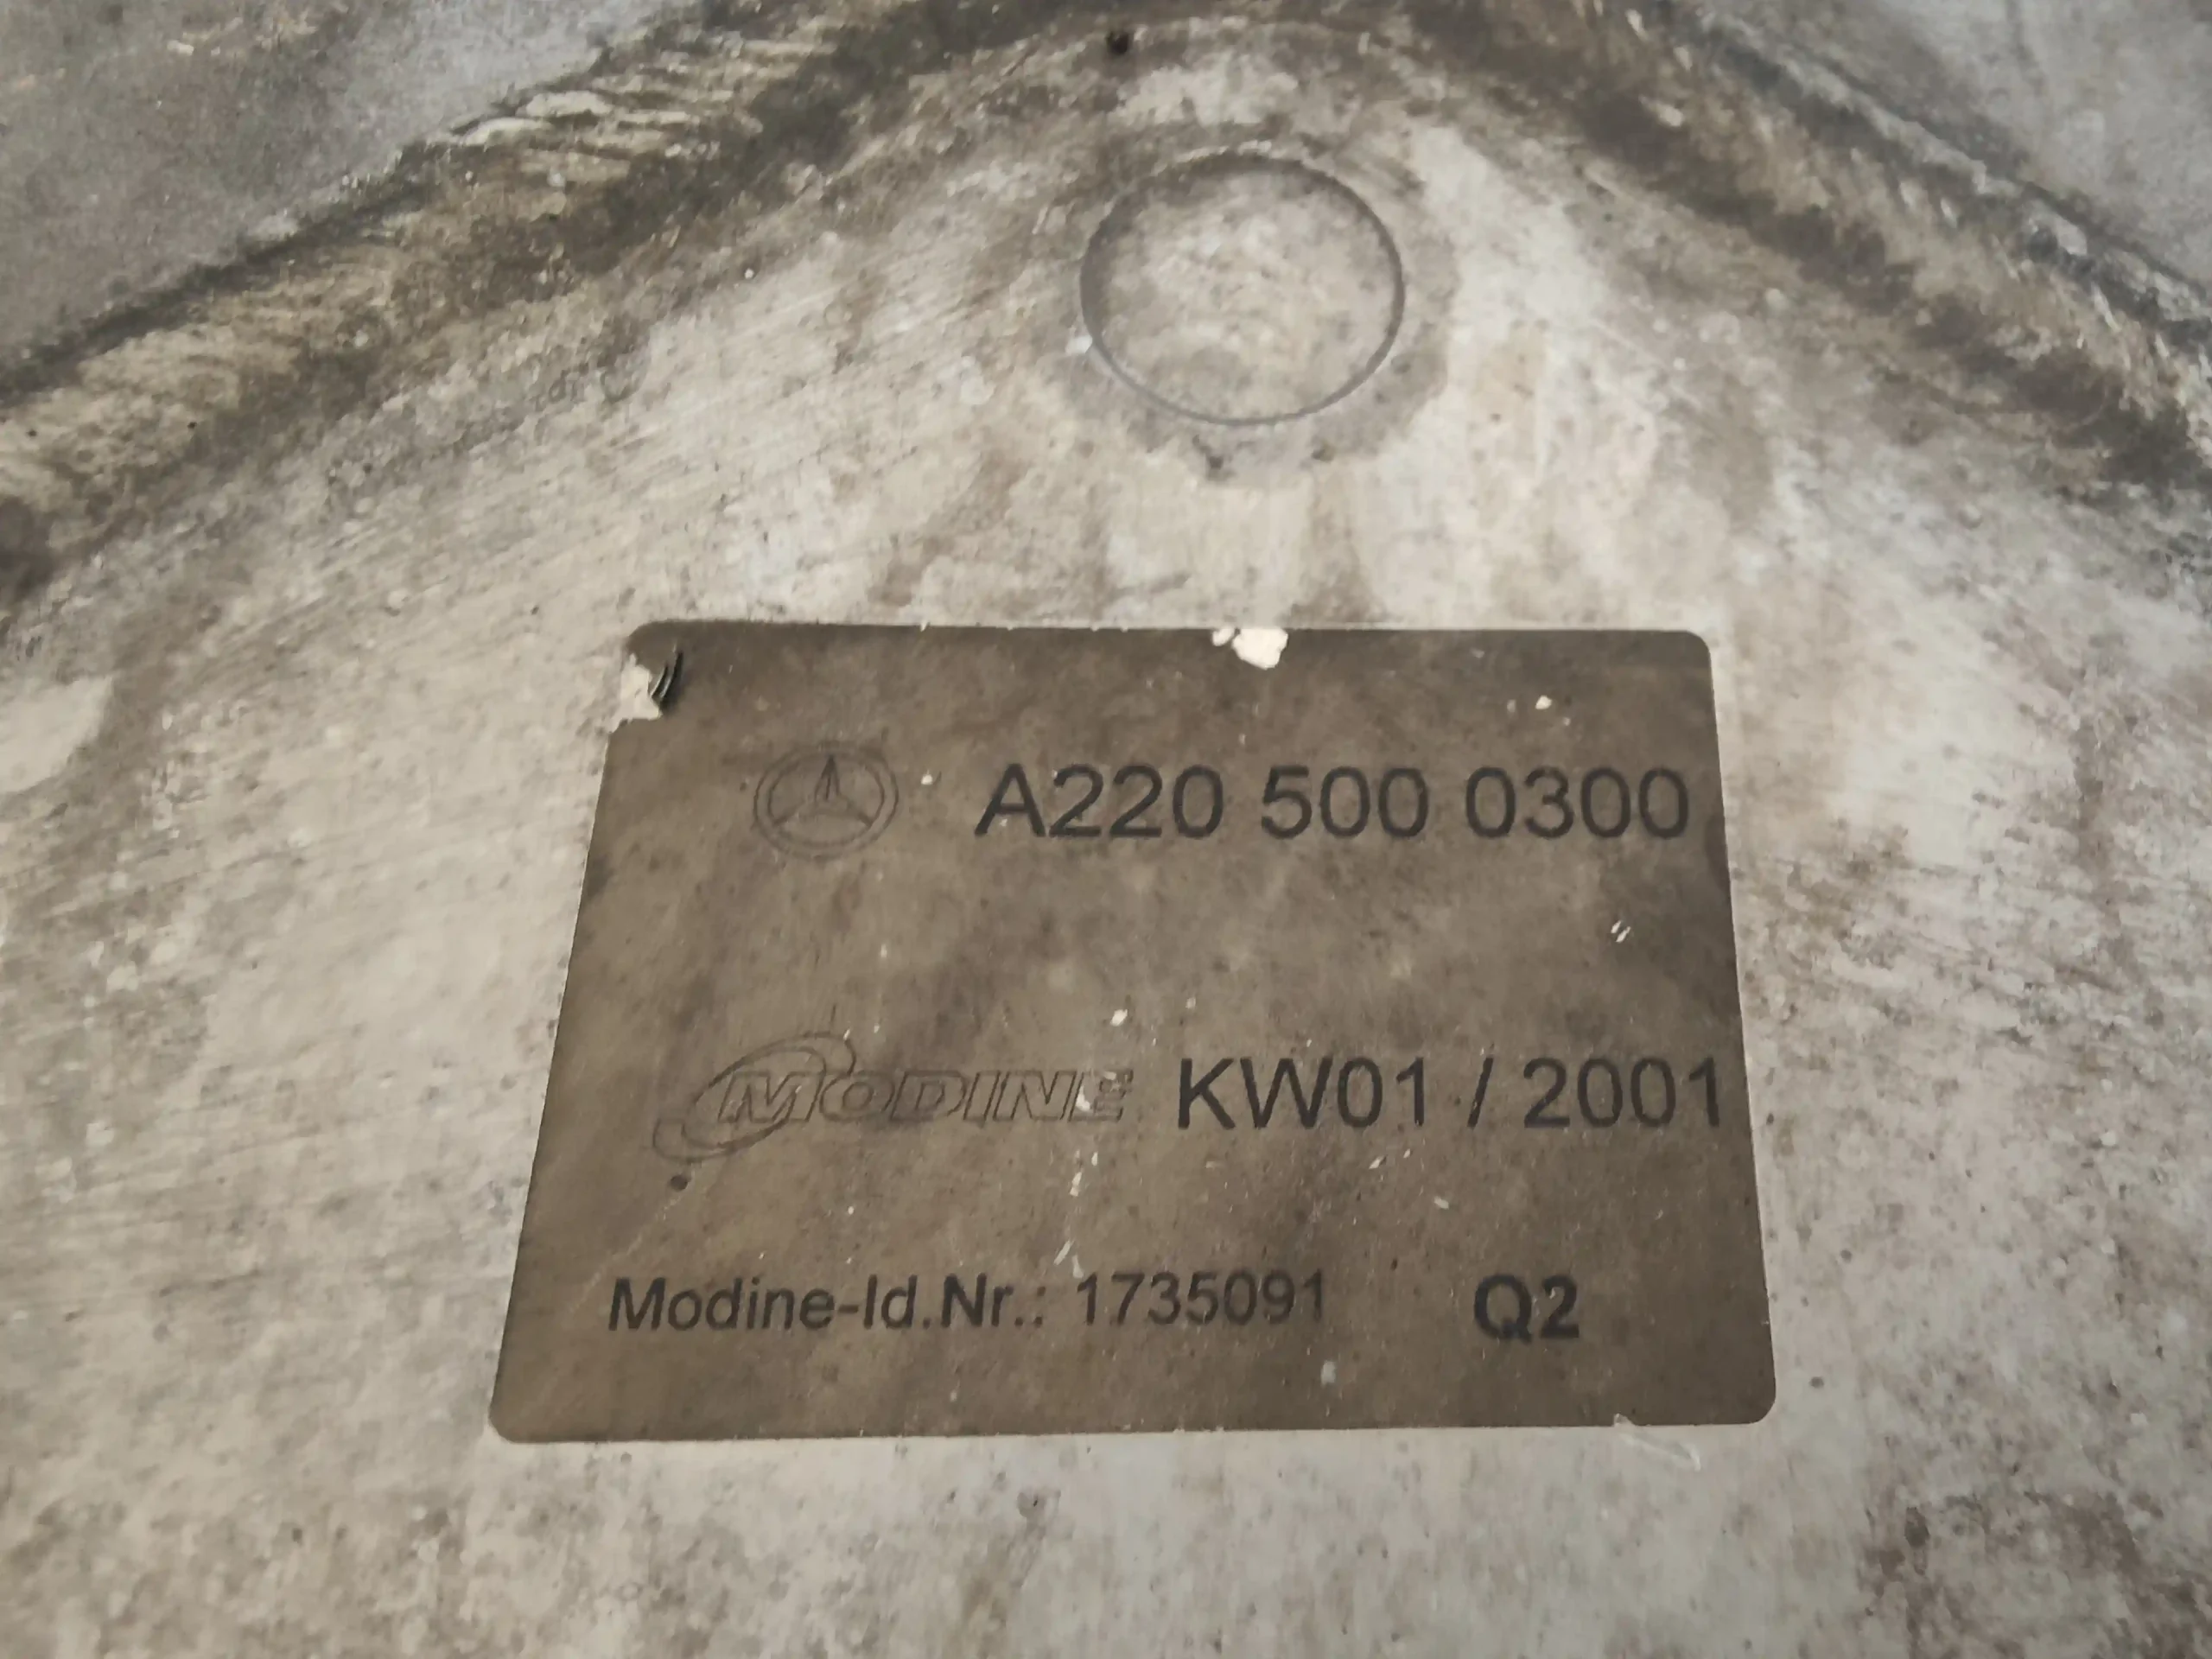 A220 500 0300
MODINE KW01 / 2001
Modine-Id.Nr.: 1735091 Q2